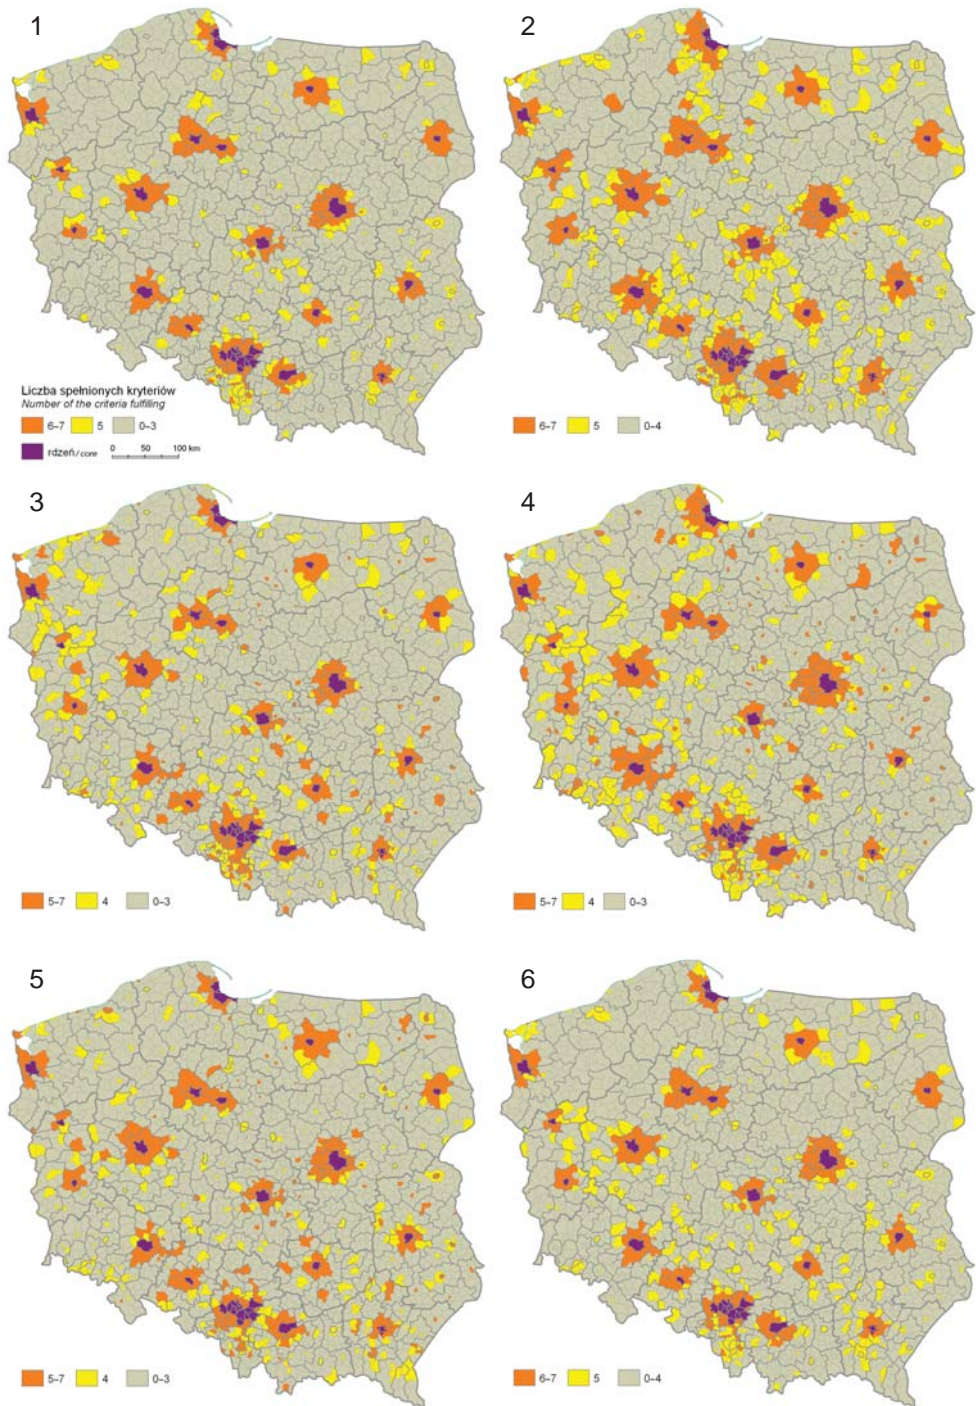 1
2
Liczba spełnionych kryteriów
Number of the criteria fulfilling
6–7 5 0–3
rdzeń/core 0 50 100 km
6–7 5 0–4
3
4
5–7 4 0–3
5–7 4 0–3
5
6
5–7 4 0–3
6–7 5 0–4